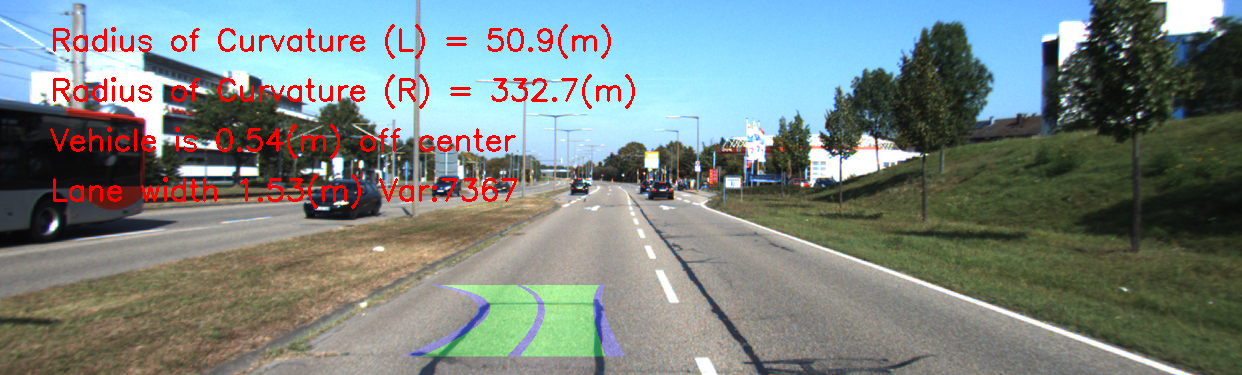 Radius of Curvature (L) = 50.9(m)
Radius of Curvature (R) = 332.7(m)
Vehicle is 0.54(m) off center
Lane width 1.53(m) Var:7367